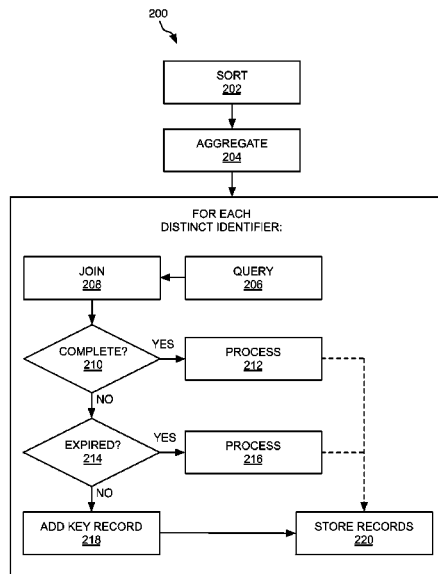 200
SORT
202
AGGREGATE
204
FOR EACH
DISTINCT IDENTIFIER:
JOIN
208
QUERY
206
COMPLETE?
210
YES
PROCESS
212
NO
EXPIRED?
214
YES
PROCESS
216
NO
ADD KEY RECORD
218
STORE RECORDS
220